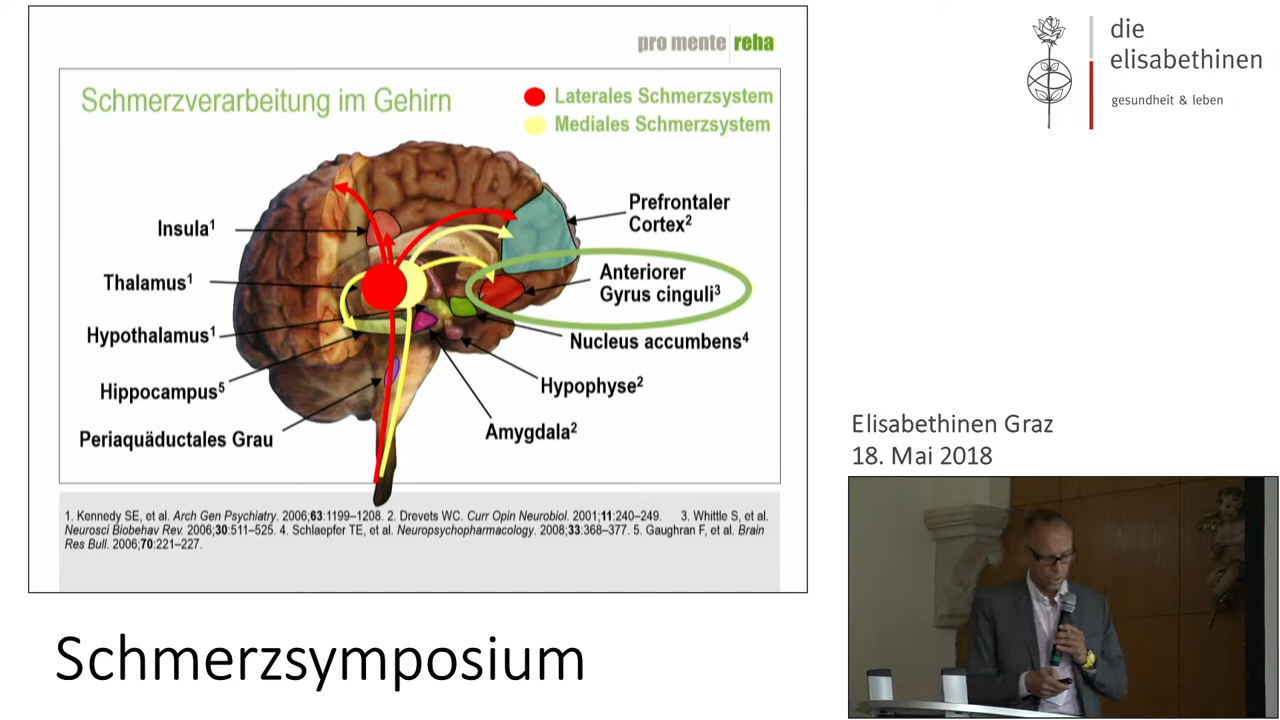 pro mente reha
Schmerzverarbeitung im Gehirn
Laterales Schmerzsystem
Mediales Schmerzsystem
Insula¹
Thalamus¹
Hypothalamus¹
Hippocampus⁵
Periaquäductales Grau
Prefrontaler
Cortex²
Anteriorer
Gyrus cinguli³
Nucleus accumbens⁴
Hypophyse²
Amygdala²
1. Kennedy SE, et al. Arch Gen Psychiatry. 2006;63:1199–1208. 2. Drevets WC. Curr Opin Neurobiol. 2001;11:240–249. 3. Whittle S, et al.
Neurosci Biobehav Rev. 2006;30:511–525. 4. Schlaepfer TE, et al. Neuropsychopharmacology. 2008;33:368–377. 5. Gaughran F, et al. Brain
Res Bull. 2006;70:221–227.
Schmerzsymposium
die
elisabethinen
gesundheit & leben
Elisabethinen Graz
18. Mai 2018